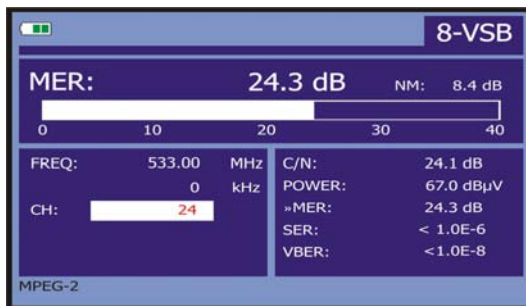 8-VSB
MER: 24.3 dB NM: 8.4 dB
0 10 20 30 40
FREQ: 533.00 MHz
0 kHz
CH: 24
C/N: 24.1 dB
POWER: 67.0 dBµV
»MER: 24.3 dB
SER: < 1.0E-6
VBER: <1.0E-8
MPEG-2